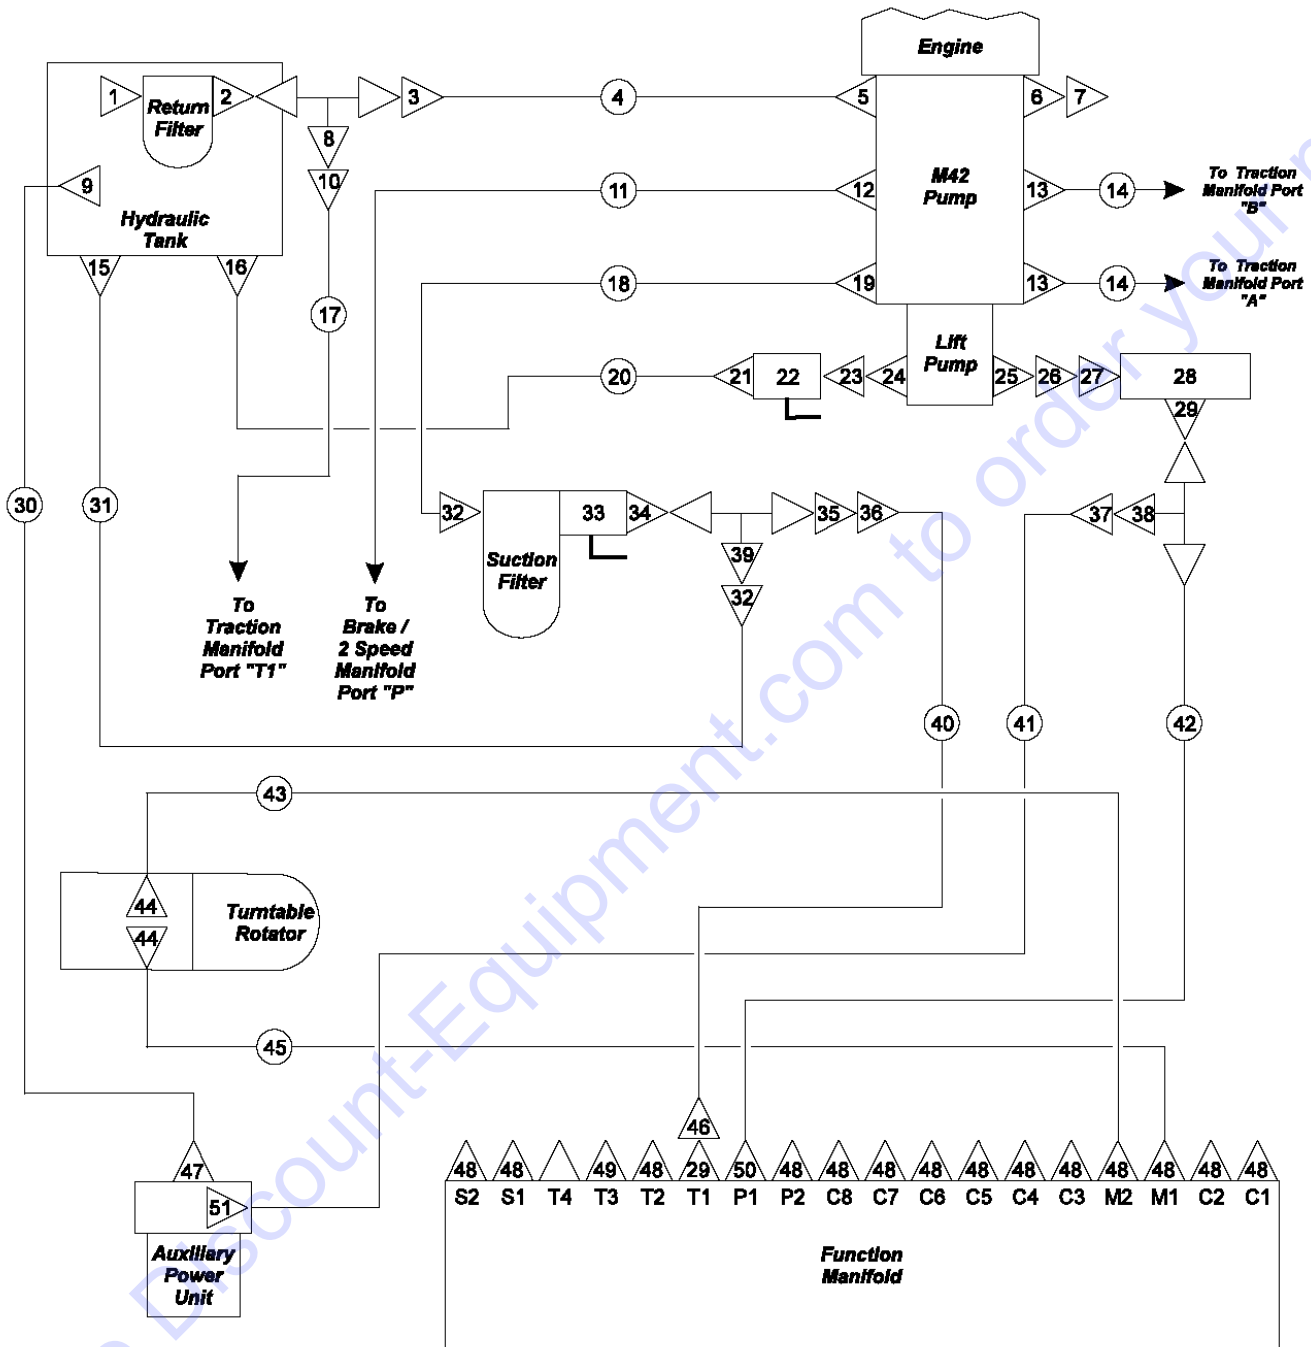 Engine
1
Return
Filter
2
3
4
5
6
7
8
9
10
11
12
M42
Pump
13
14
To Traction
Manifold Port
"B"
Hydraulic
Tank
15
16
17
18
19
13
14
To Traction
Manifold Port
"A"
Lift
Pump
20
21
22
23
24
25
26
27
28
29
30
31
32
33
34
35
36
37
38
Suction
Filter
39
32
To
Traction
Manifold
Port "T1"
To
Brake /
2 Speed
Manifold
Port "P"
40
41
42
43
44
44
Turntable
Rotator
45
46
47
48 48 49 48 29 50 48 48 48 48 48 48 48 48 48 48 48
S2 S1 T4 T3 T2 T1 P1 P2 C8 C7 C6 C5 C4 C3 M2 M1 C2 C1
51
Auxiliary
Power
Unit
Function
Manifold
Discount-Equipment.com to order your